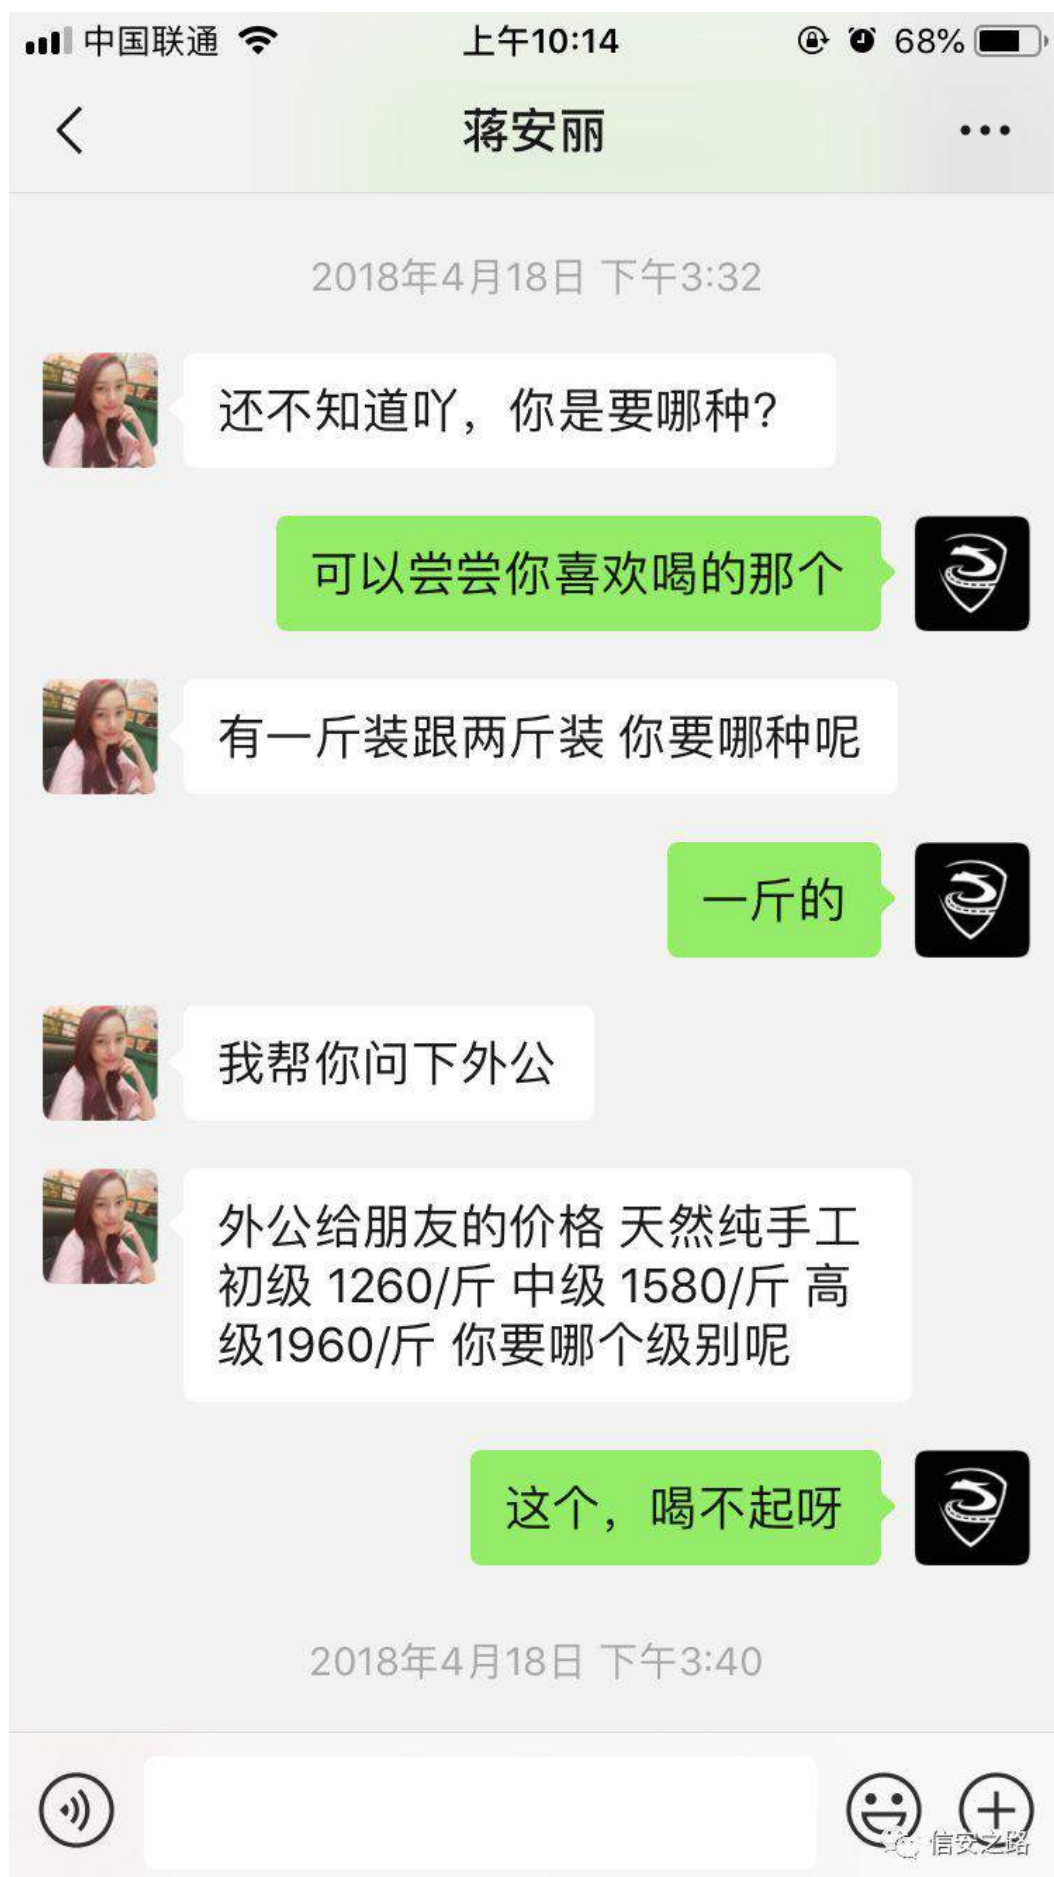 中国联通
上午10:14
68%
蒋安丽
2018年4月18日 下午3:32
还不知道吖，你是要哪种？
可以尝尝你喜欢喝的那个
有一斤装跟两斤装 你要哪种呢
一斤的
我帮你问下外公
外公给朋友的价格 天然纯手工
初级 1260/斤 中级 1580/斤 高
级1960/斤 你要哪个级别呢
这个，喝不起呀
2018年4月18日 下午3:40
信安之路